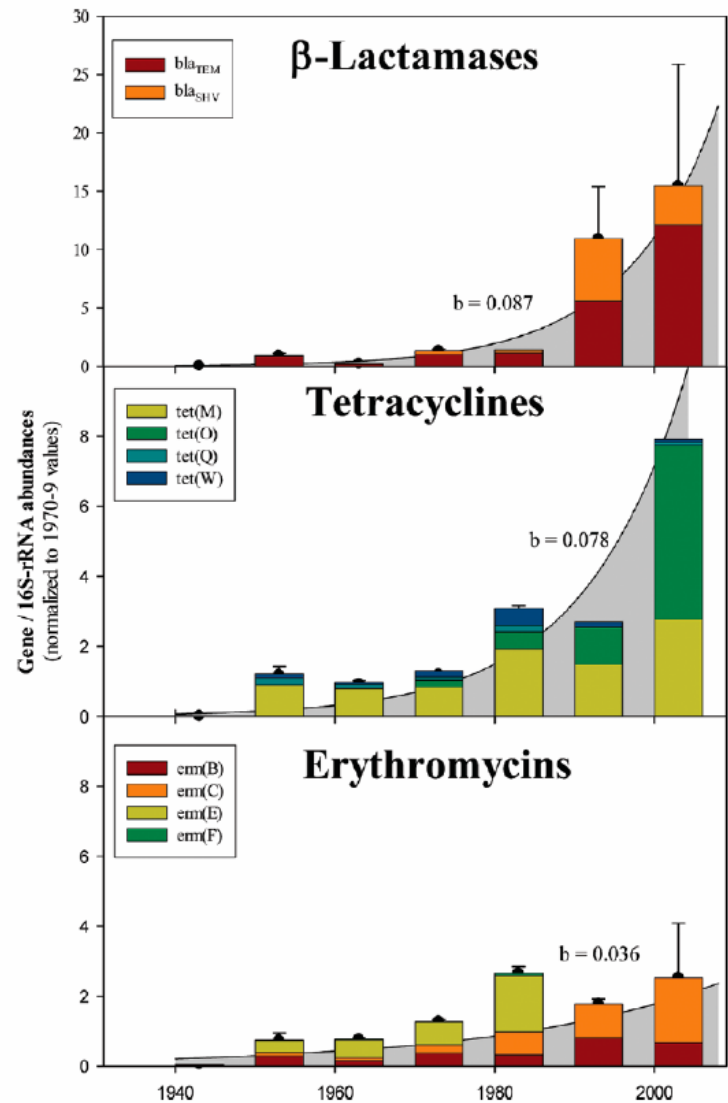 30
β-Lactamases
bla_TEM
bla_SHV
25
20
15
10
5
0
b = 0.087
Tetracyclines
tet(M)
tet(O)
tet(Q)
tet(W)
8
6
4
2
0
b = 0.078
Gene / 16S-rRNA abundances
(normalized to 1970-9 values)
Erythromycins
erm(B)
erm(C)
erm(E)
erm(F)
8
6
4
2
0
b = 0.036
1940 1960 1980 2000